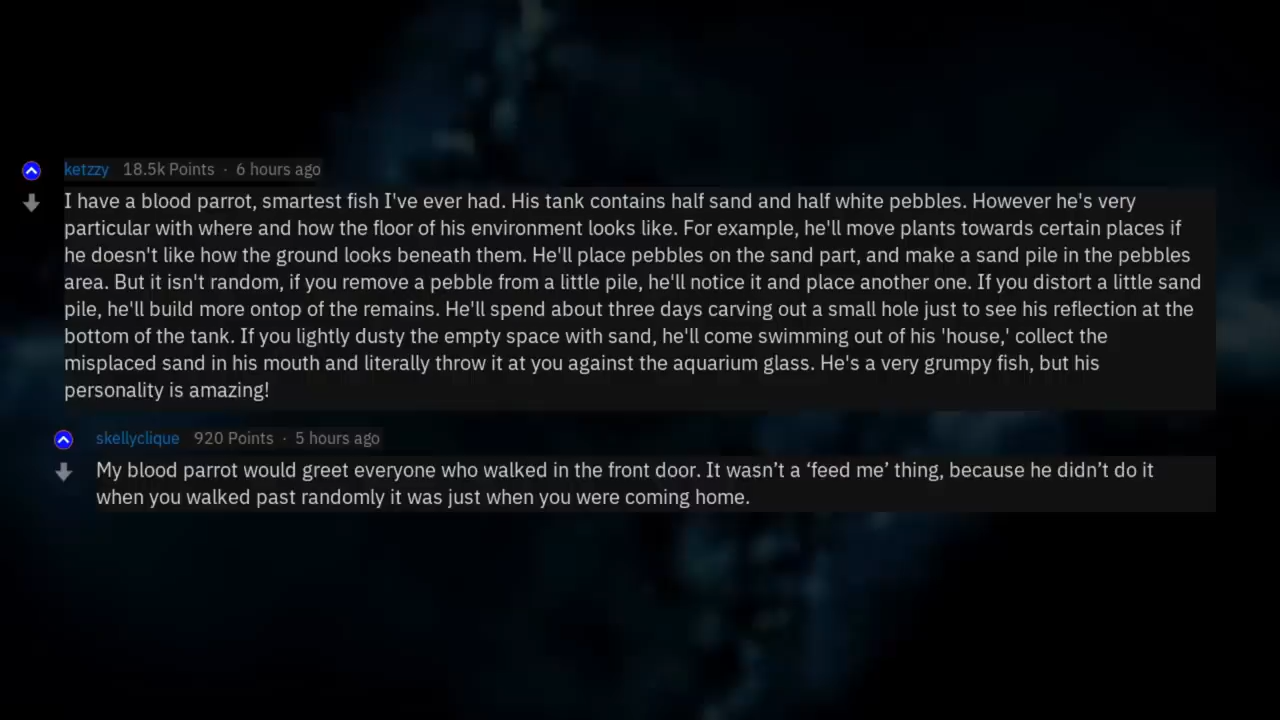 ketzzy 18.5k Points · 6 hours ago
I have a blood parrot, smartest fish I've ever had. His tank contains half sand and half white pebbles. However he's very
particular with where and how the floor of his environment looks like. For example, he'll move plants towards certain places if
he doesn't like how the ground looks beneath them. He'll place pebbles on the sand part, and make a sand pile in the pebbles
area. But it isn't random, if you remove a pebble from a little pile, he'll notice it and place another one. If you distort a little sand
pile, he'll build more ontop of the remains. He'll spend about three days carving out a small hole just to see his reflection at the
bottom of the tank. If you lightly dusty the empty space with sand, he'll come swimming out of his 'house,' collect the
misplaced sand in his mouth and literally throw it at you against the aquarium glass. He's a very grumpy fish, but his
personality is amazing!
skellyclique 920 Points · 5 hours ago
My blood parrot would greet everyone who walked in the front door. It wasn’t a ‘feed me’ thing, because he didn’t do it
when you walked past randomly it was just when you were coming home.